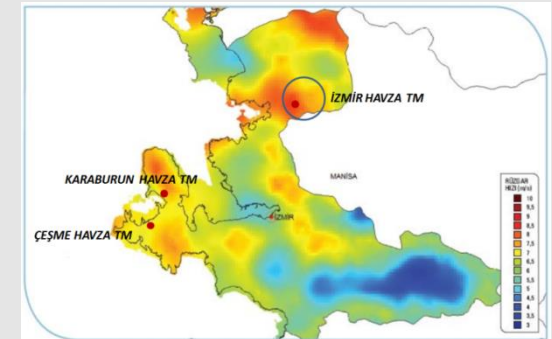 İZMİR HAVZA TM
KARABURUN HAVZA TM
MANİSA
ÇEŞME HAVZA TM
İZMİR
RÜZGAR
HIZI (m/s)
10
9,5
9
8,5
8
7,5
7
6,5
6
5,5
5
4,5
4
3,5
3